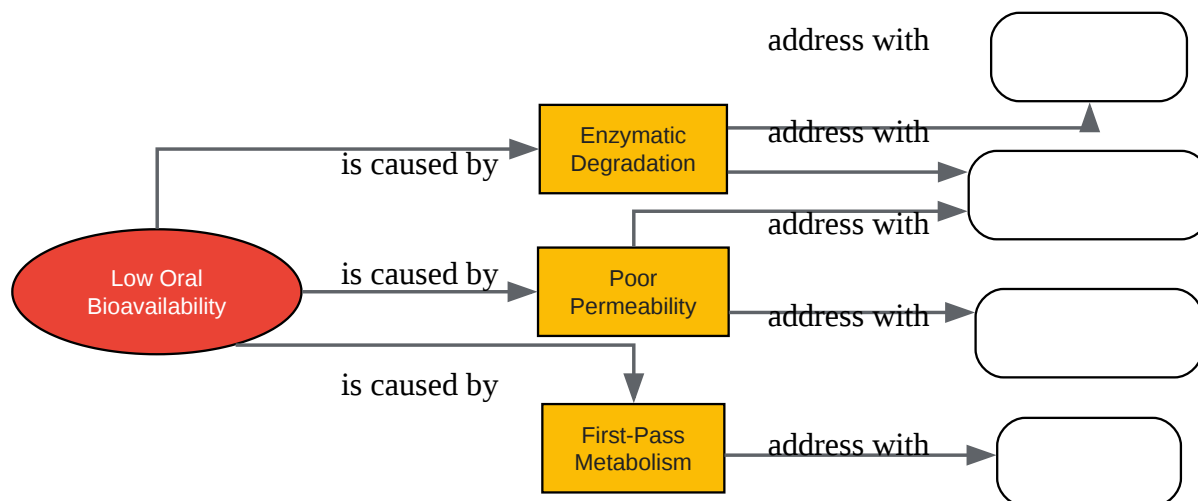 address with
Enzymatic
Degradation
address with
is caused by
address with
Low Oral
Bioavailability
is caused by
Poor
Permeability
address with
is caused by
First-Pass
Metabolism
address with